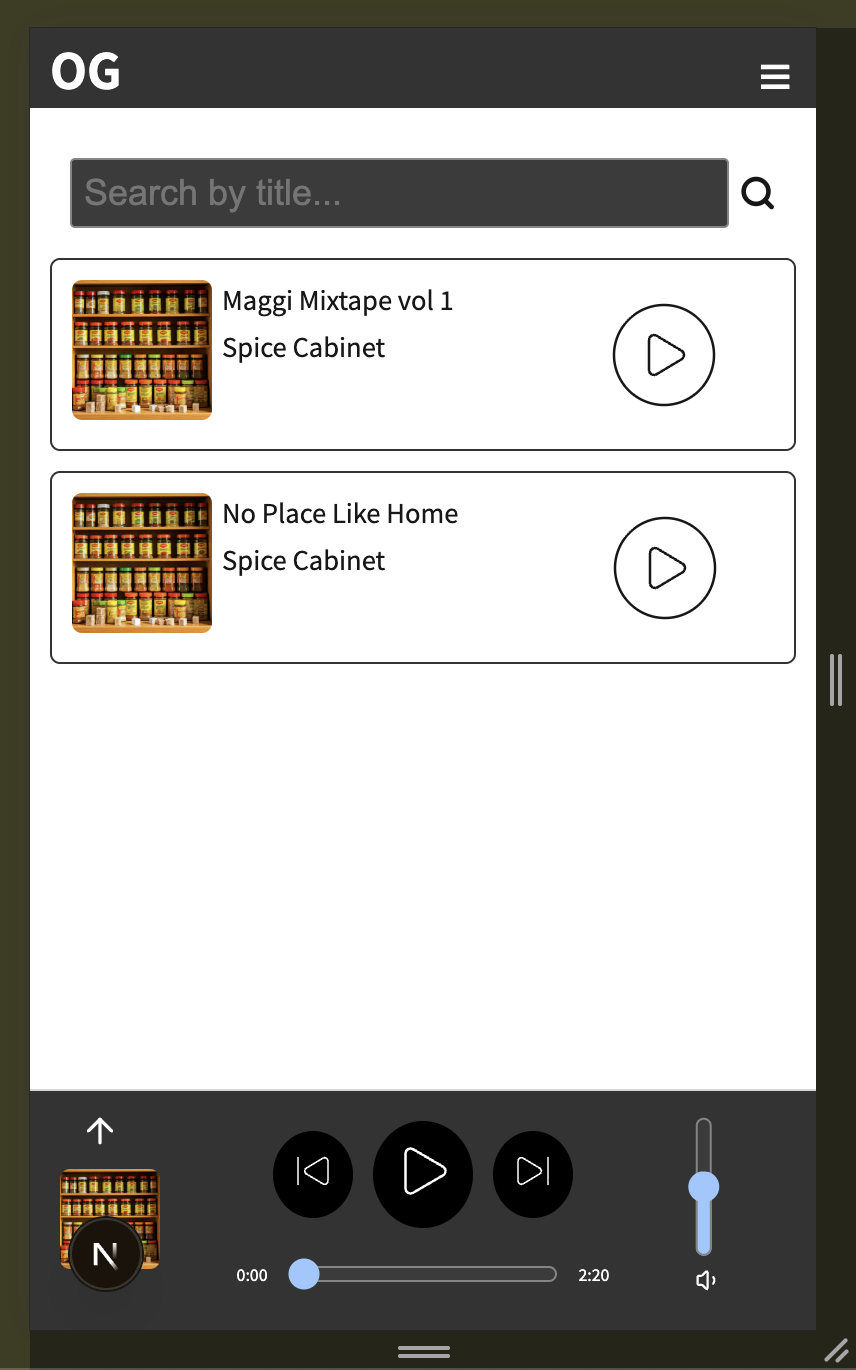 OG
Search by title...
Maggi Mixtape vol 1
Spice Cabinet
No Place Like Home
Spice Cabinet
N
0:00
2:20